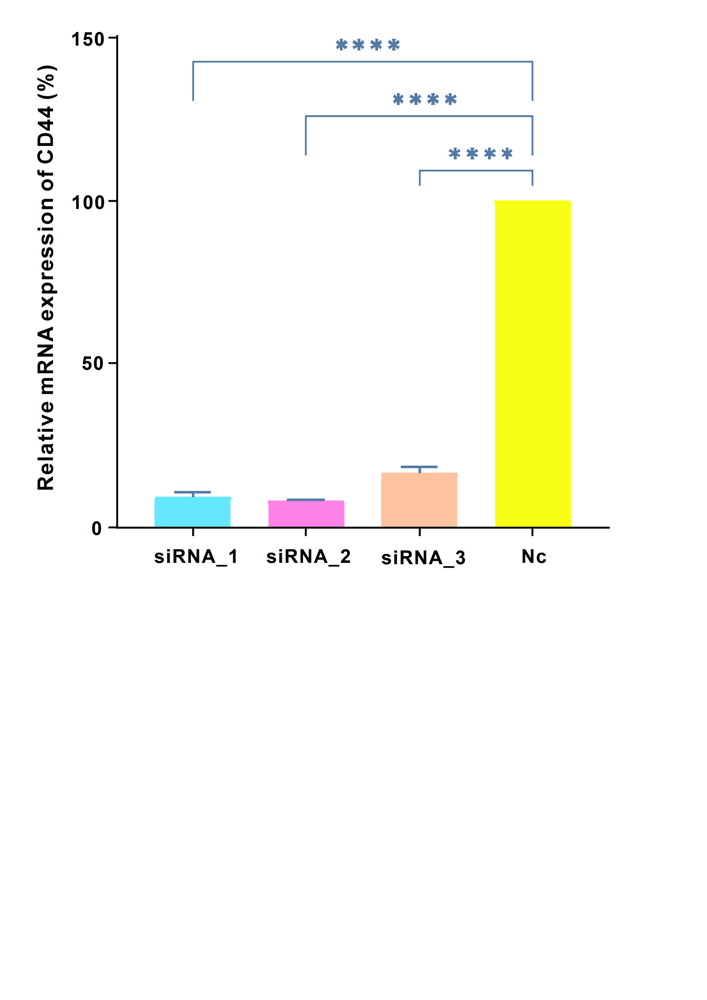 Relative mRNA expression of CD44 (%)
150
100
50
0
****
****
****
siRNA_1
siRNA_2
siRNA_3
Nc